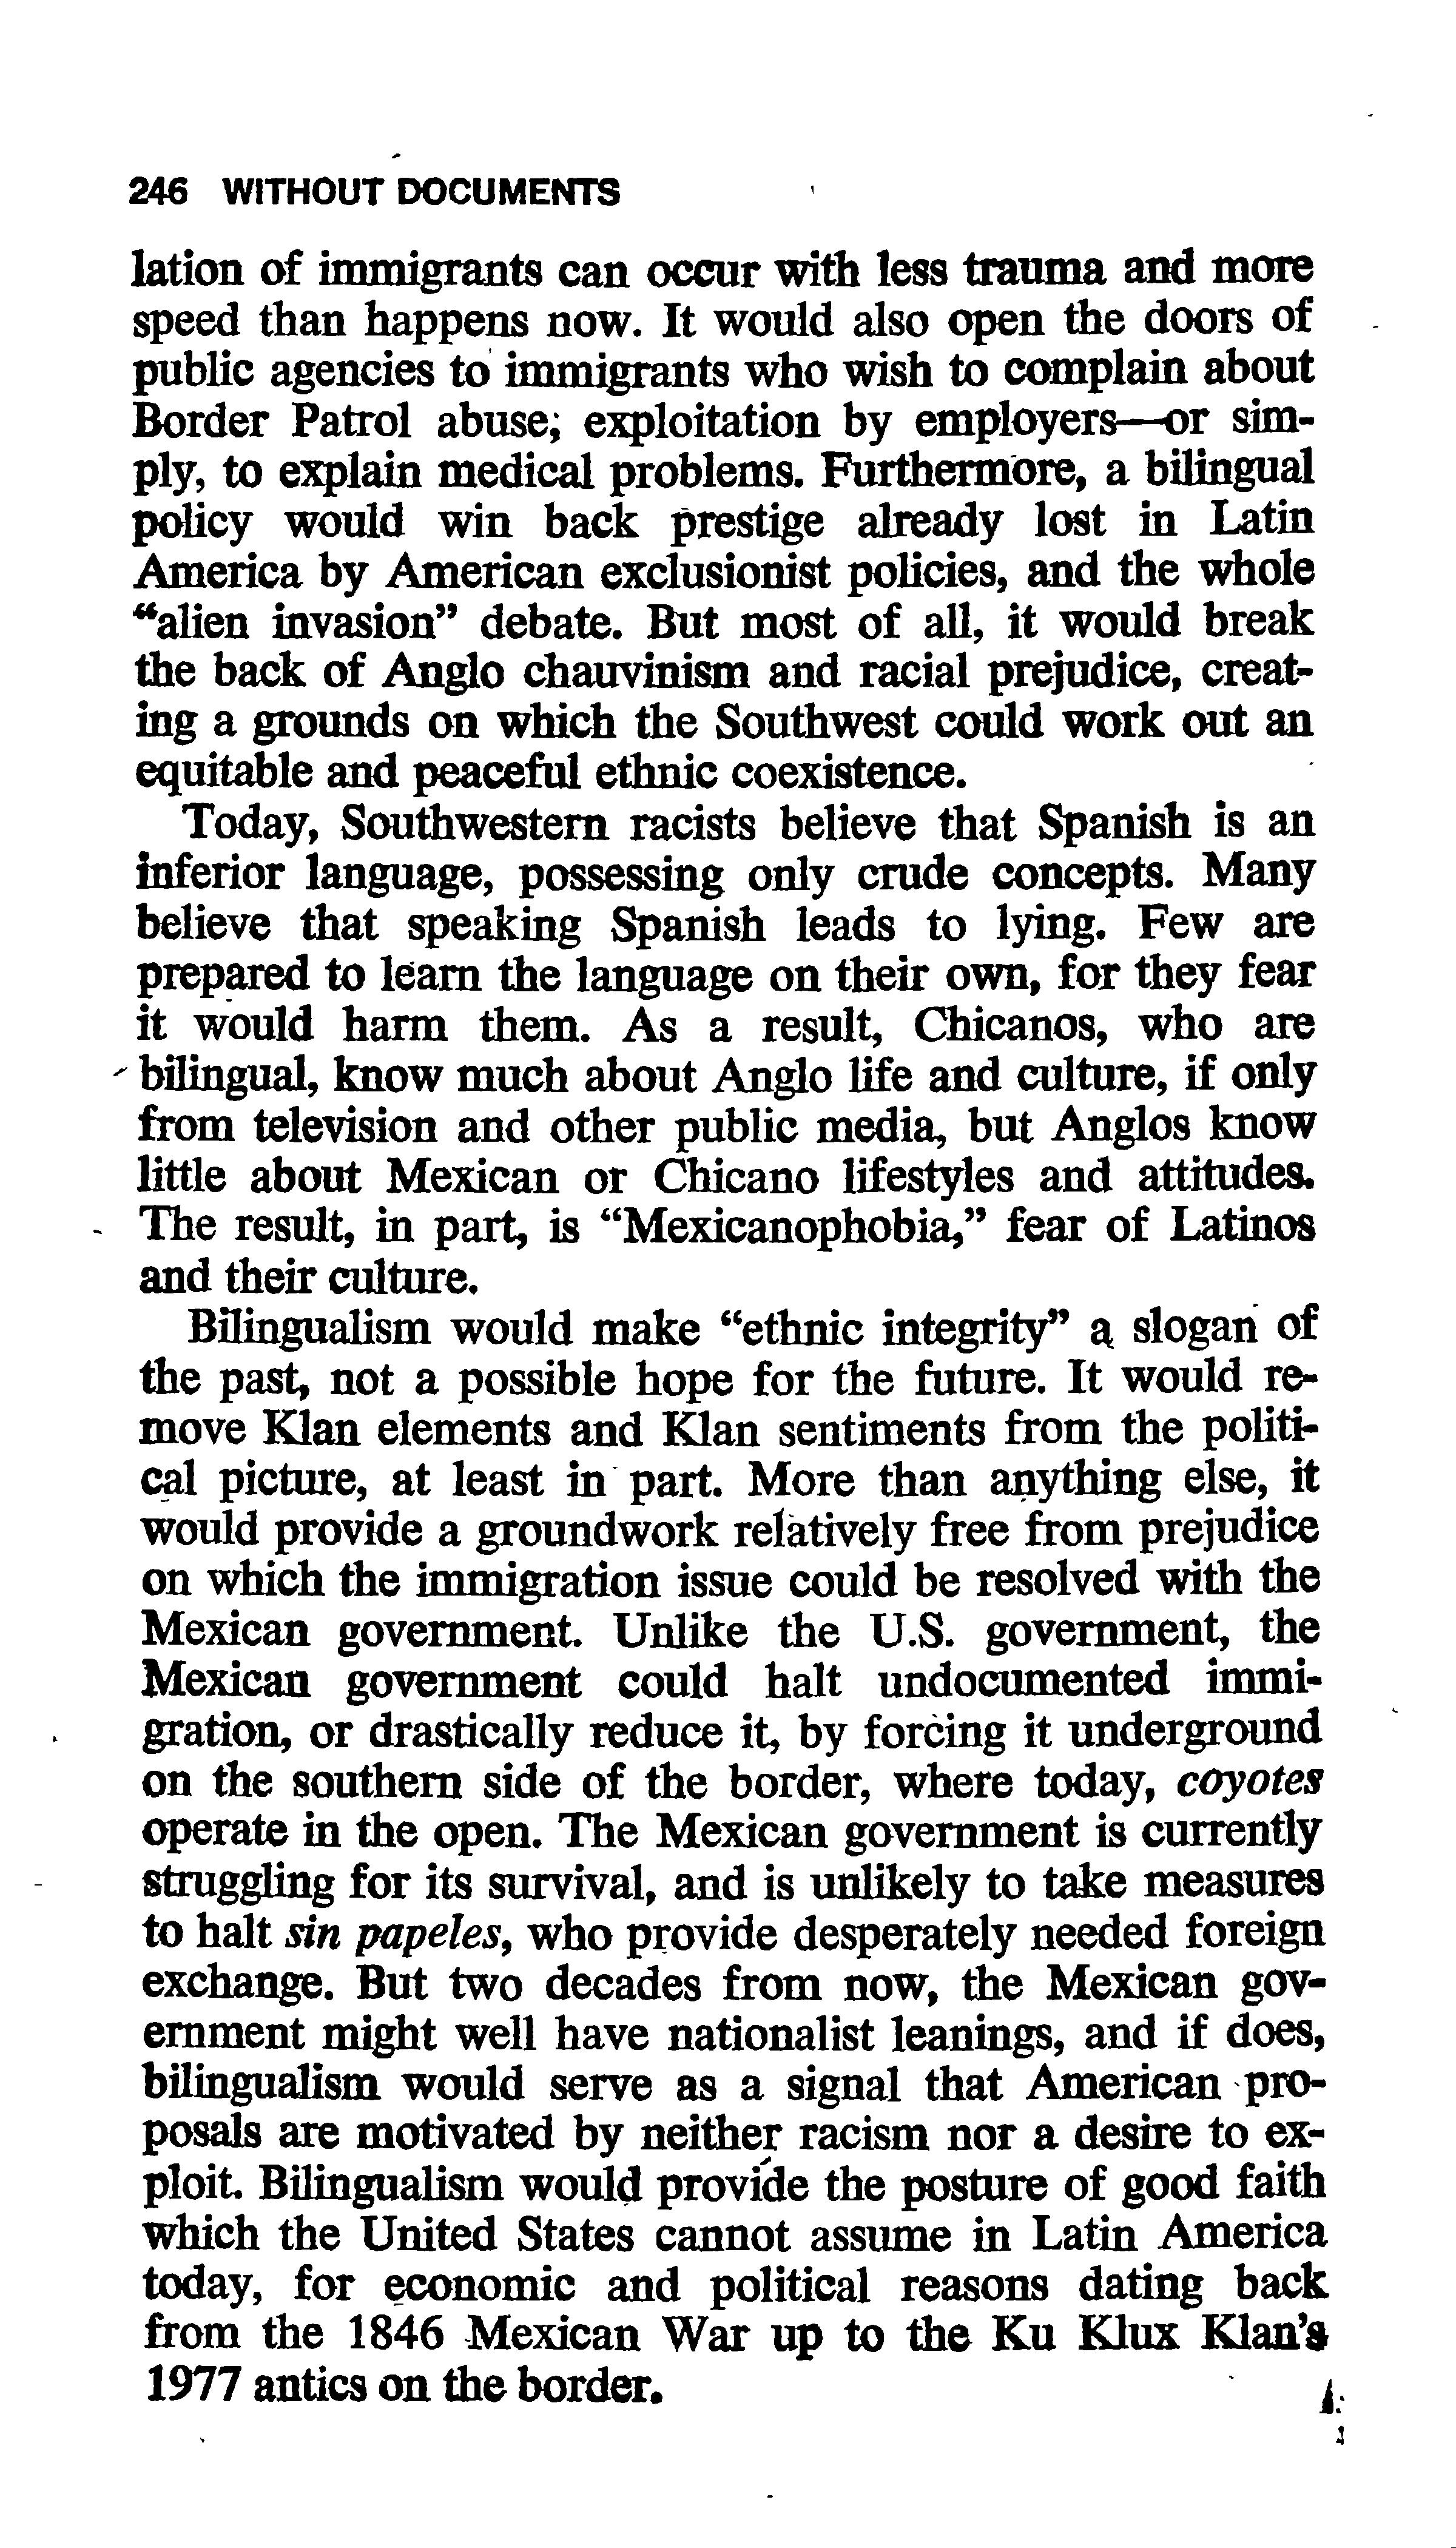 246 WITHOUT DOCUMENTS
lation of immigrants can occur with less trauma and more
speed than happens now. It would also open the doors of
public agencies to immigrants who wish to complain about
Border Patrol abuse; exploitation by employers—or sim-
ply, to explain medical problems. Furthermore, a bilingual
policy would win back prestige already lost in Latin
America by American exclusionist policies, and the whole
“alien invasion” debate. But most of all, it would break
the back of Anglo chauvinism and racial prejudice, creat-
ing a grounds on which the Southwest could work out an
equitable and peaceful ethnic coexistence.
Today, Southwestern racists believe that Spanish is an
inferior language, possessing only crude concepts. Many
believe that speaking Spanish leads to lying. Few are
prepared to learn the language on their own, for they fear
it would harm them. As a result, Chicanos, who are
bilingual, know much about Anglo life and culture, if only
from television and other public media, but Anglos know
little about Mexican or Chicano lifestyles and attitudes.
The result, in part, is “Mexicanophobia,” fear of Latinos
and their culture.
Bilingualism would make “ethnic integrity” a slogan of
the past, not a possible hope for the future. It would re-
move Klan elements and Klan sentiments from the politi-
cal picture, at least in part. More than anything else, it
would provide a groundwork relatively free from prejudice
on which the immigration issue could be resolved with the
Mexican government. Unlike the U.S. government, the
Mexican government could halt undocumented immi-
gration, or drastically reduce it, by forcing it underground
on the southern side of the border, where today, coyotes
operate in the open. The Mexican government is currently
struggling for its survival, and is unlikely to take measures
to halt sin papeles, who provide desperately needed foreign
exchange. But two decades from now, the Mexican gov-
ernment might well have nationalist leanings, and if does,
bilingualism would serve as a signal that American pro-
posals are motivated by neither racism nor a desire to ex-
ploit. Bilingualism would provide the posture of good faith
which the United States cannot assume in Latin America
today, for economic and political reasons dating back
from the 1846 Mexican War up to the Ku Klux Klan’s
1977 antics on the border.